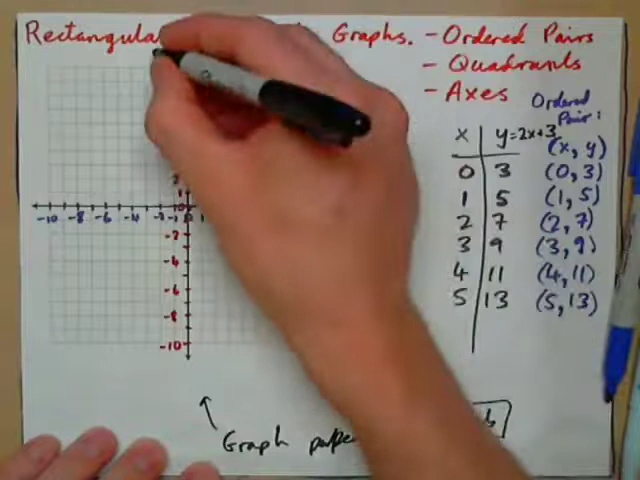 Rectangula Graphs. - Ordered Pairs
- Quadrants
- Axes
Ordered
Pair:
x y=2x+3 (x, y)
0 3 (0, 3)
1 5 (1, 5)
2 7 (2, 7)
3 9 (3, 9)
4 11 (4, 11)
5 13 (5, 13)
2
-10 -8 -6 -4 -2 0
-2
-4
-6
-8
-10
Graph pape